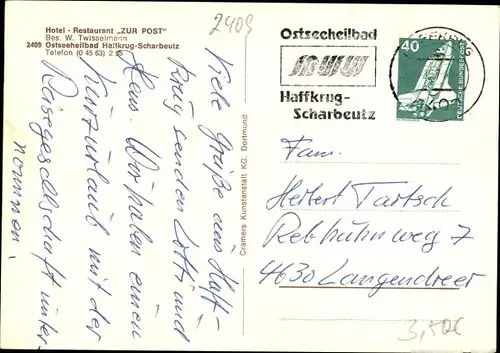 Hotel - Restaurant „ZUR POST"
Bes. W. Twisselmann
2409 Ostseeheilbad Haffkrug-Scharbeutz
Telefon (0 45 63) 2
2409
Viele Grüße aus Haff-
krug senden Lotti und
Wir haben einen
Kurzurlaub mit der
Reisegesellschaft unter-
nommen.
Cramers Kunstanstalt KG, Dortmund
Ostseeheilbad
Haffkrug-
Scharbeutz
40
DEUTSCHE BUNDESPOST
Fam.
Herbert Tartsch
Rebhuhnweg 7
4630 Langendreer
3,50€